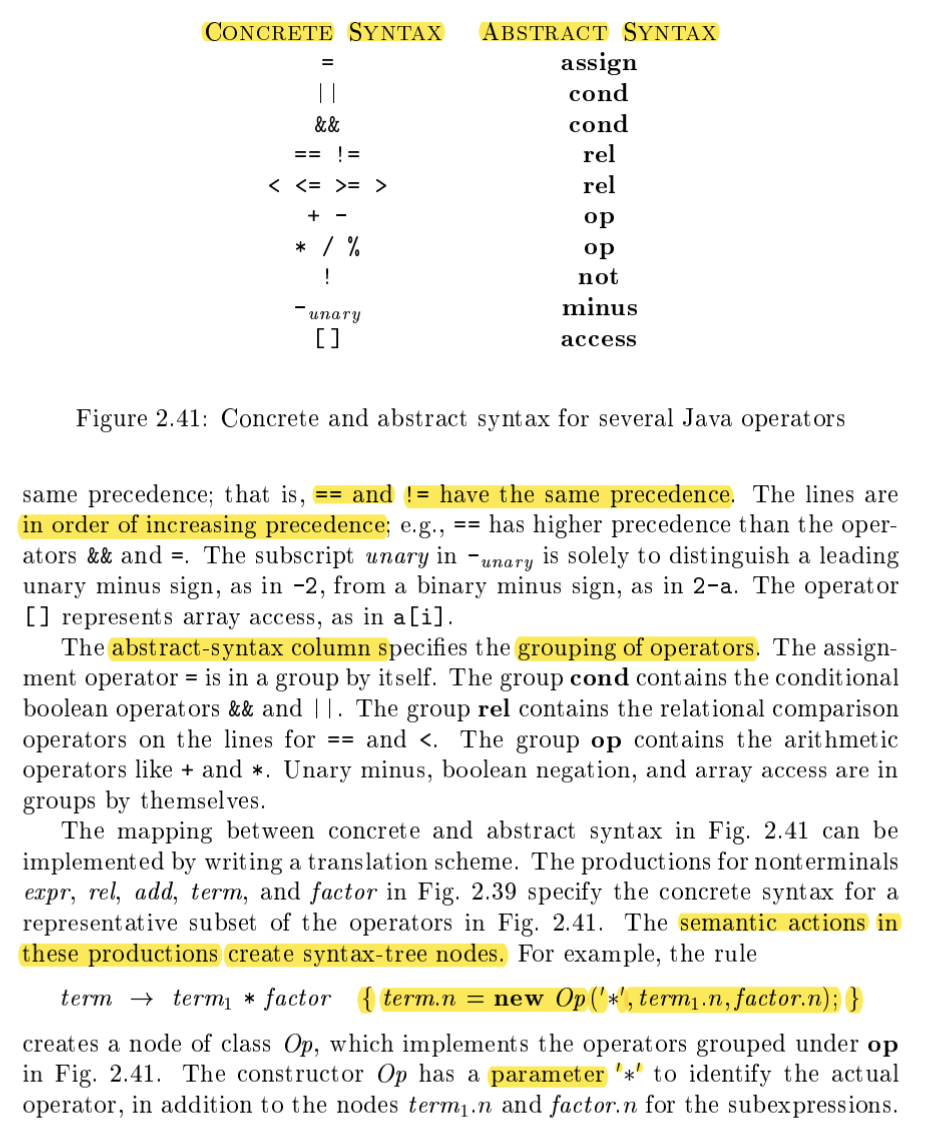 CONCRETE SYNTAX ABSTRACT SYNTAX
= assign
|| cond
&& cond
== != rel
< <= >= > rel
+ - op
* / % op
! not
-unary minus
[] access
Figure 2.41: Concrete and abstract syntax for several Java operators
same precedence; that is, == and != have the same precedence. The lines are
in order of increasing precedence; e.g., == has higher precedence than the oper-
ators && and =. The subscript unary in -unary is solely to distinguish a leading
unary minus sign, as in -2, from a binary minus sign, as in 2-a. The operator
[] represents array access, as in a[i].
The abstract-syntax column specifies the grouping of operators. The assign-
ment operator = is in a group by itself. The group cond contains the conditional
boolean operators && and ||. The group rel contains the relational comparison
operators on the lines for == and <. The group op contains the arithmetic
operators like + and *. Unary minus, boolean negation, and array access are in
groups by themselves.
The mapping between concrete and abstract syntax in Fig. 2.41 can be
implemented by writing a translation scheme. The productions for nonterminals
expr, rel, add, term, and factor in Fig. 2.39 specify the concrete syntax for a
representative subset of the operators in Fig. 2.41. The semantic actions in
these productions create syntax-tree nodes. For example, the rule
term → term₁ * factor { term.n = new Op('*', term₁.n, factor.n); }
creates a node of class Op, which implements the operators grouped under op
in Fig. 2.41. The constructor Op has a parameter '*' to identify the actual
operator, in addition to the nodes term₁.n and factor.n for the subexpressions.